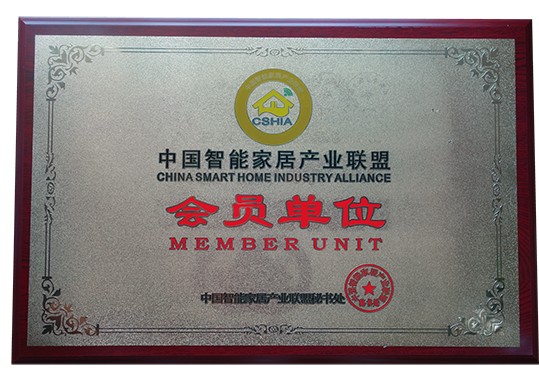 CSHIA
中国智能家居产业联盟
CHINA SMART HOME INDUSTRY ALLIANCE
会员单位
MEMBER UNIT
中国智能家居产业联盟秘书处